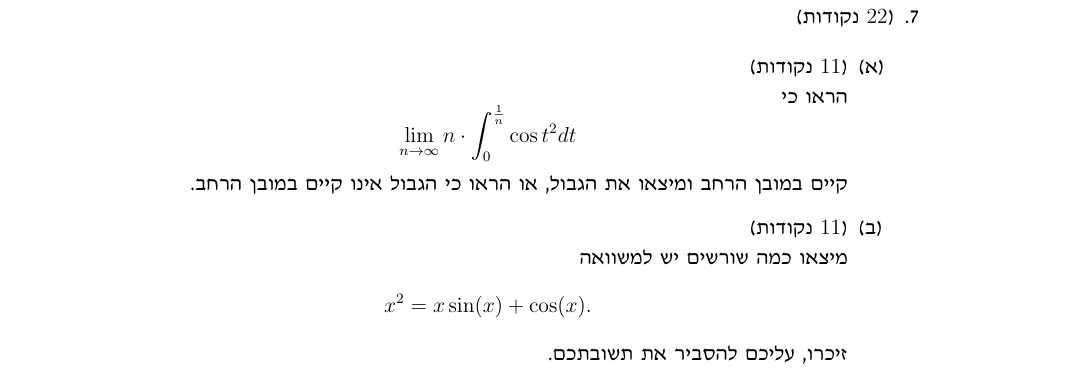 7. (22 נקודות)
(א) (11 נקודות)
הראו כי
$\lim_{n\to\infty} n \cdot \int_0^{\frac{1}{n}} \cos t^2 dt$
קיים במובן הרחב ומיצאו את הגבול, או הראו כי הגבול אינו קיים במובן הרחב.
(ב) (11 נקודות)
מיצאו כמה שורשים יש למשוואה
$x^2 = x\sin(x) + \cos(x).$
זיכרו, עליכם להסביר את תשובתכם.